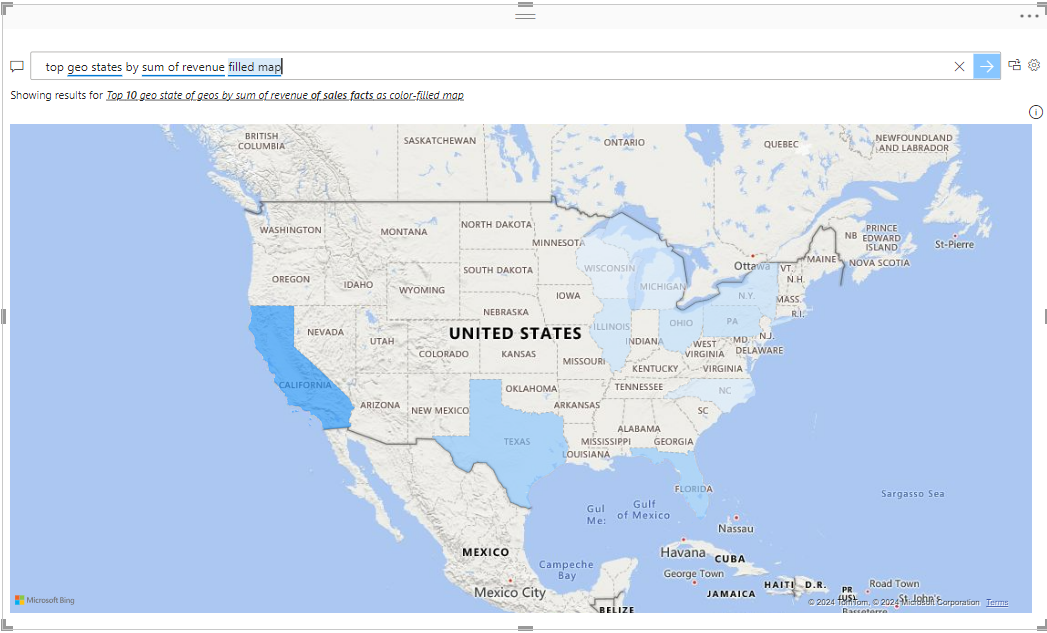 top geo states by sum of revenue filled map
Showing results for Top 10 geo state of geos by sum of revenue of sales facts as color-filled map
BRITISH
COLUMBIA
SASKATCHEWAN
ONTARIO
QUEBEC
NEWFOUNDLAND
AND LABRADOR
WASHINGTON
MONTANA
NORTH DAKOTA
MINNESOTA
NB
PRINCE
EDWARD
ISLAND
St-Pierre
Ottawa
VT.
MAINE
NOVA SCOTIA
OREGON
IDAHO
SOUTH DAKOTA
WISCONSIN
N.H.
WYOMING
MICHIGAN
IOWA
N.Y.
MASS.
R.I.
NEBRASKA
NEVADA
UTAH
UNITED STATES
ILLINOIS
INDIANA
OHIO
PA
N.J.
MD.
DELAWARE
COLORADO
KANSAS
MISSOURI
WEST
VIRGINIA
KENTUCKY
VIRGINIA
CALIFORNIA
OKLAHOMA
TENNESSEE
NC
ARIZONA
NEW MEXICO
ARKANSAS
SC
TEXAS
MISSISSIPPI
ALABAMA
GEORGIA
LOUISIANA
FLORIDA
Sargasso Sea
Gulf
of Mexico
Gul
Me:
Nassau
MEXICO
Havana
CUBA
Campeche
Bay
George Town
Mexico City
JAMAICA
HAITI
D.R.
PR
(US)
Road Town
St. John's
BELIZE
Basseterre
Microsoft Bing
© 2024 TomTom, © 2024 Microsoft Corporation Terms